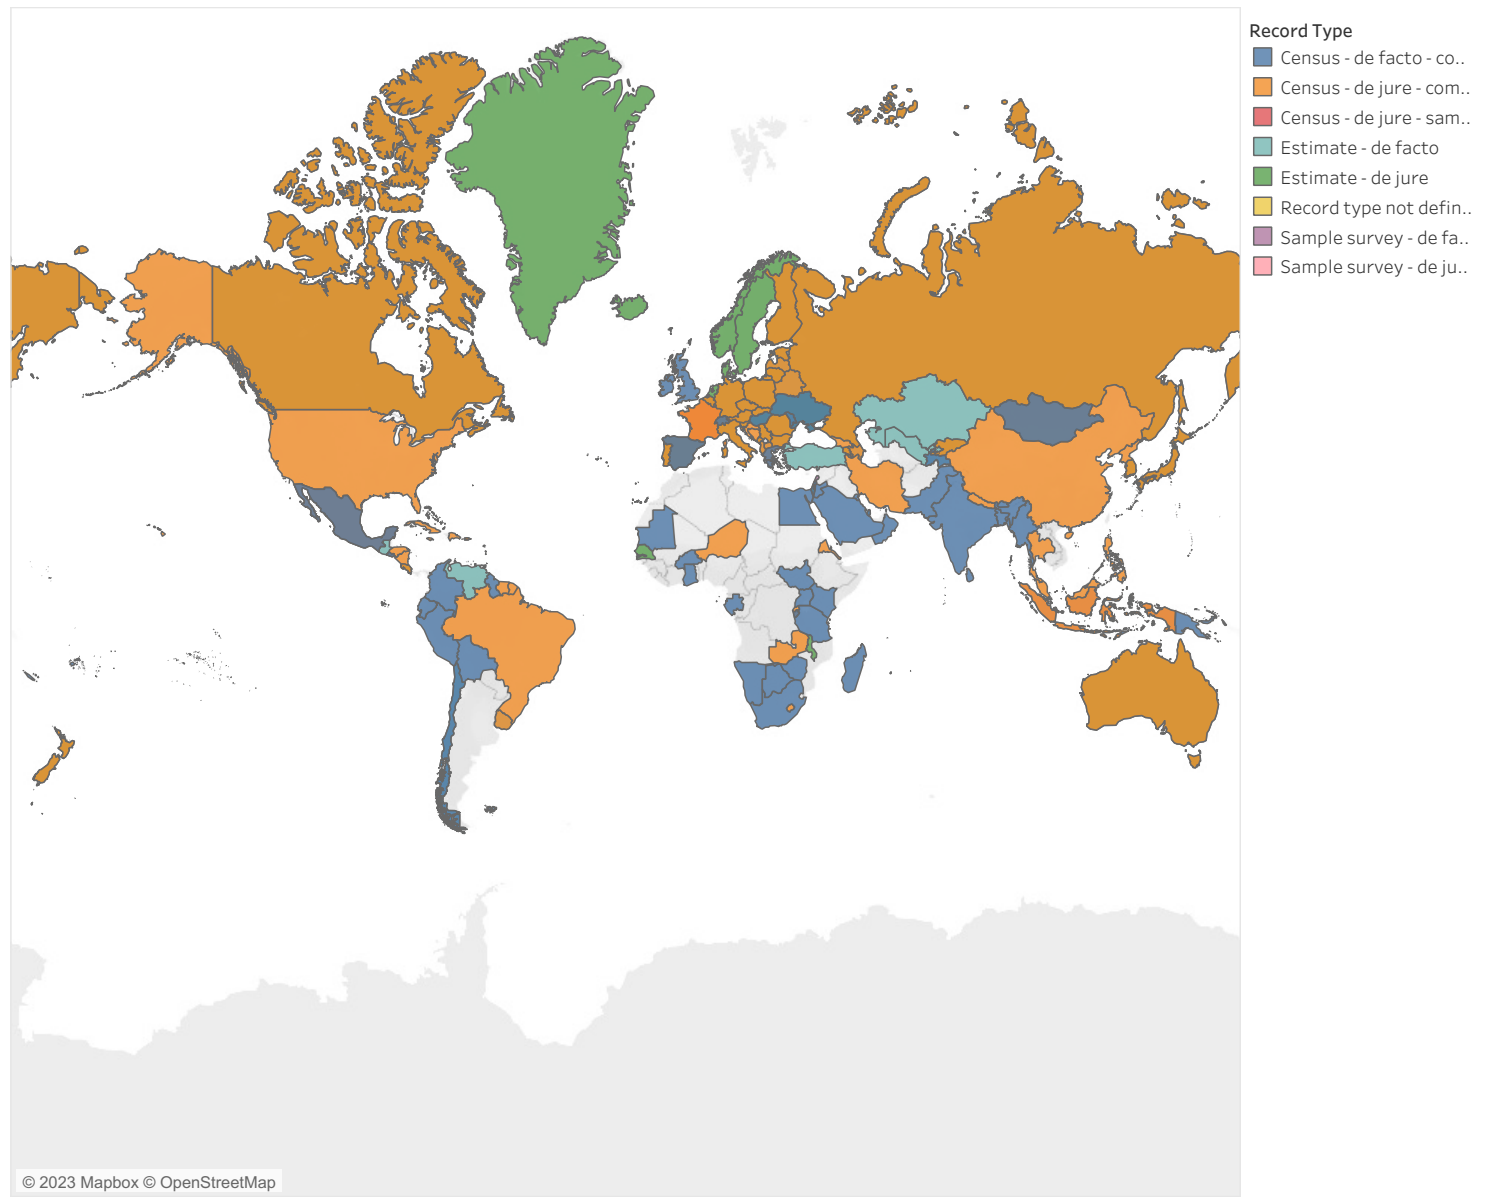 Record Type
Census - de facto - co..
Census - de jure - com..
Census - de jure - sam..
Estimate - de facto
Estimate - de jure
Record type not defin..
Sample survey - de fa..
Sample survey - de ju..
© 2023 Mapbox © OpenStreetMap